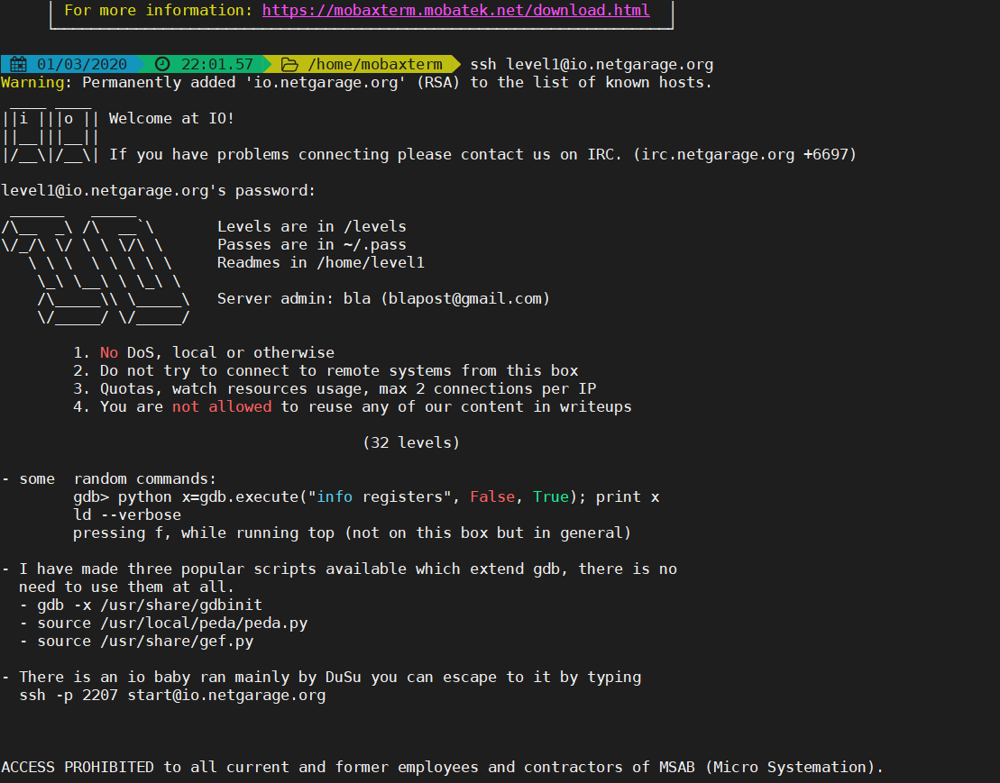 For more information: https://mobaxterm.mobatek.net/download.html
01/03/2020 22:01.57 /home/mobaxterm ssh level1@io.netgarage.org
Warning: Permanently added 'io.netgarage.org' (RSA) to the list of known hosts.
 ____ ____
||i |||o || Welcome at IO!
||__|||__||
|/__\|/__\| If you have problems connecting please contact us on IRC. (irc.netgarage.org +6697)
level1@io.netgarage.org's password:
 ______   _____
/\__  _\ /\  __`\       Levels are in /levels
\/_/\ \/ \ \ \/\ \      Passes are in ~/.pass
   \ \ \  \ \ \ \ \     Readmes in /home/level1
    \_\ \__\ \ \_\ \
    /\_____\\ \_____\   Server admin: bla (blapost@gmail.com)
    \/_____/ \/_____/
1. No DoS, local or otherwise
2. Do not try to connect to remote systems from this box
3. Quotas, watch resources usage, max 2 connections per IP
4. You are not allowed to reuse any of our content in writeups
(32 levels)
- some  random commands:
gdb> python x=gdb.execute("info registers", False, True); print x
ld --verbose
pressing f, while running top (not on this box but in general)
- I have made three popular scripts available which extend gdb, there is no
need to use them at all.
- gdb -x /usr/share/gdbinit
- source /usr/local/peda/peda.py
- source /usr/share/gef.py
- There is an io baby ran mainly by DuSu you can escape to it by typing
ssh -p 2207 start@io.netgarage.org
ACCESS PROHIBITED to all current and former employees and contractors of MSAB (Micro Systemation).